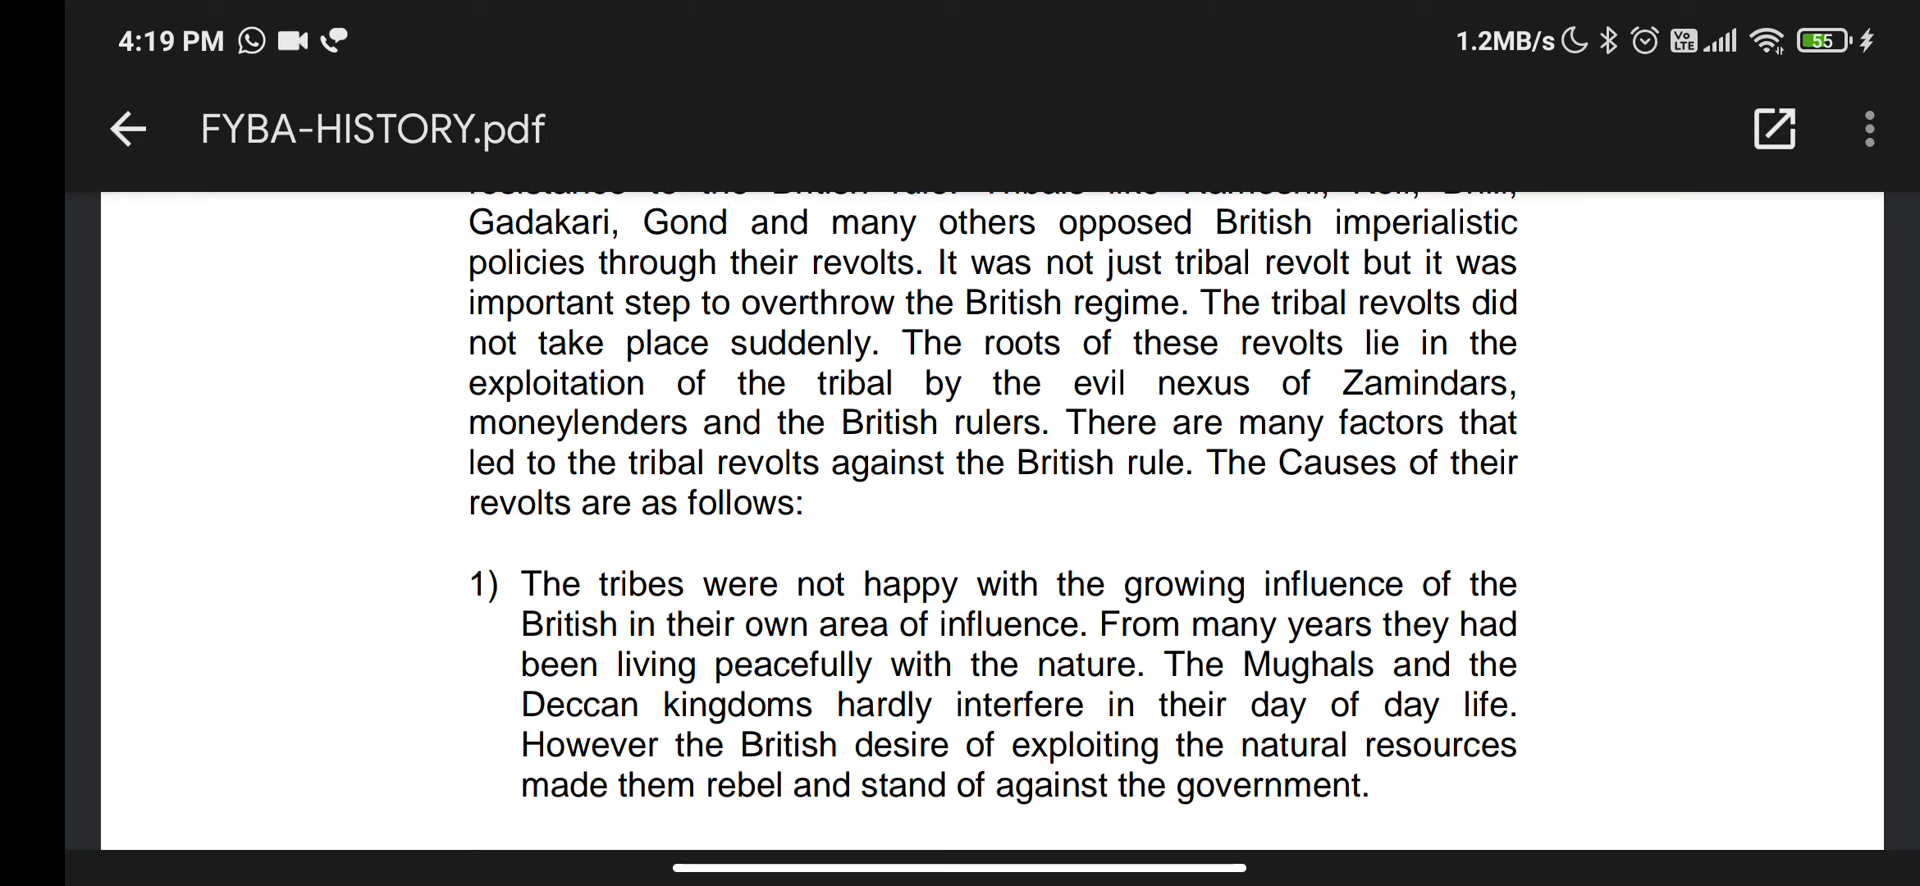 4:19 PM
1.2MB/s
Vo
LTE
55
FYBA-HISTORY.pdf
Gadakari, Gond and many others opposed British imperialistic
policies through their revolts. It was not just tribal revolt but it was
important step to overthrow the British regime. The tribal revolts did
not take place suddenly. The roots of these revolts lie in the
exploitation of the tribal by the evil nexus of Zamindars,
moneylenders and the British rulers. There are many factors that
led to the tribal revolts against the British rule. The Causes of their
revolts are as follows:
1) The tribes were not happy with the growing influence of the
British in their own area of influence. From many years they had
been living peacefully with the nature. The Mughals and the
Deccan kingdoms hardly interfere in their day of day life.
However the British desire of exploiting the natural resources
made them rebel and stand of against the government.